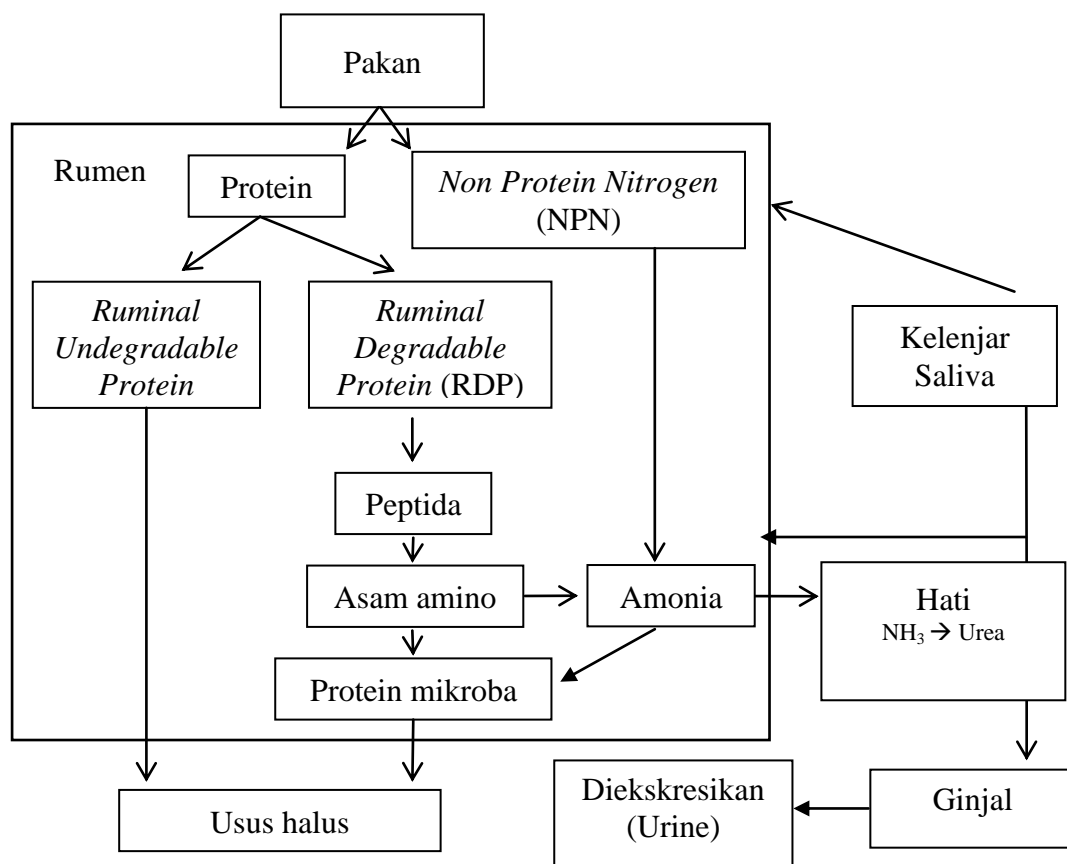 Pakan
Rumen
Protein
Non Protein Nitrogen
(NPN)
Ruminal
Undegradable
Protein
Ruminal
Degradable
Protein (RDP)
Kelenjar
Saliva
Peptida
Asam amino
Amonia
Hati
NH₃ → Urea
Protein mikroba
Usus halus
Diekskresikan
(Urine)
Ginjal